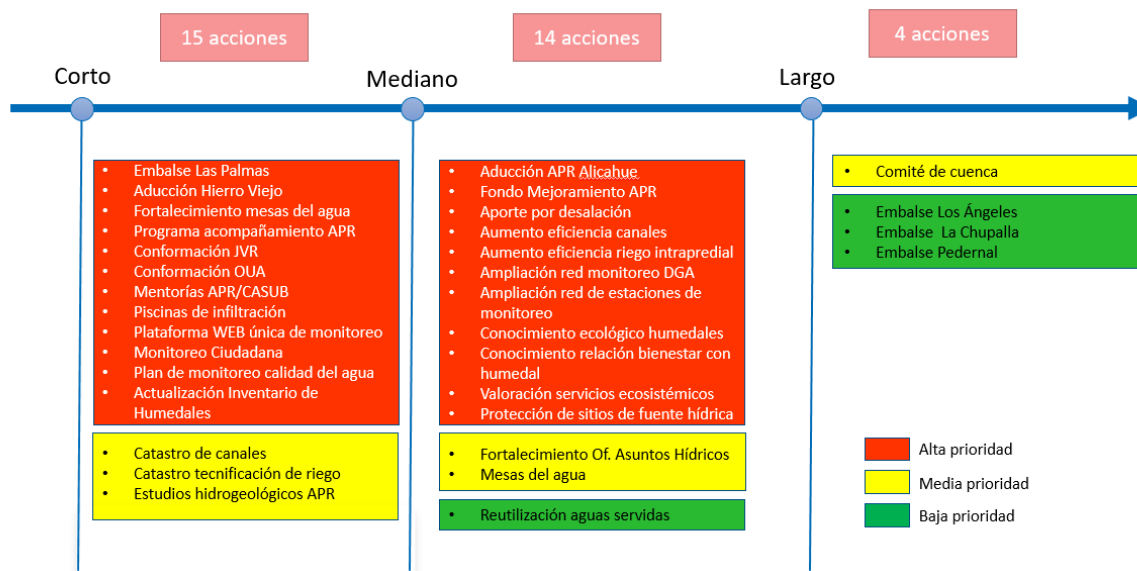 15 acciones
14 acciones
4 acciones
Corto
Mediano
Largo
• Embalse Las Palmas
• Aducción Hierro Viejo
• Fortalecimiento mesas del agua
• Programa acompañamiento APR
• Conformación JVR
• Conformación OUA
• Mentorías APR/CASUB
• Piscinas de infiltración
• Plataforma WEB única de monitoreo
• Monitoreo Ciudadana
• Plan de monitoreo calidad del agua
• Actualización Inventario de
Humedales
• Catastro de canales
• Catastro tecnificación de riego
• Estudios hidrogeológicos APR
• Aducción APR Alicahue
• Fondo Mejoramiento APR
• Aporte por desalación
• Aumento eficiencia canales
• Aumento eficiencia riego intrapredial
• Ampliación red monitoreo DGA
• Ampliación red de estaciones de
monitoreo
• Conocimiento ecológico humedales
• Conocimiento relación bienestar con
humedal
• Valoración servicios ecosistémicos
• Protección de sitios de fuente hídrica
• Fortalecimiento Of. Asuntos Hídricos
• Mesas del agua
• Reutilización aguas servidas
• Comité de cuenca
• Embalse Los Ángeles
• Embalse La Chupalla
• Embalse Pedernal
Alta prioridad
Media prioridad
Baja prioridad